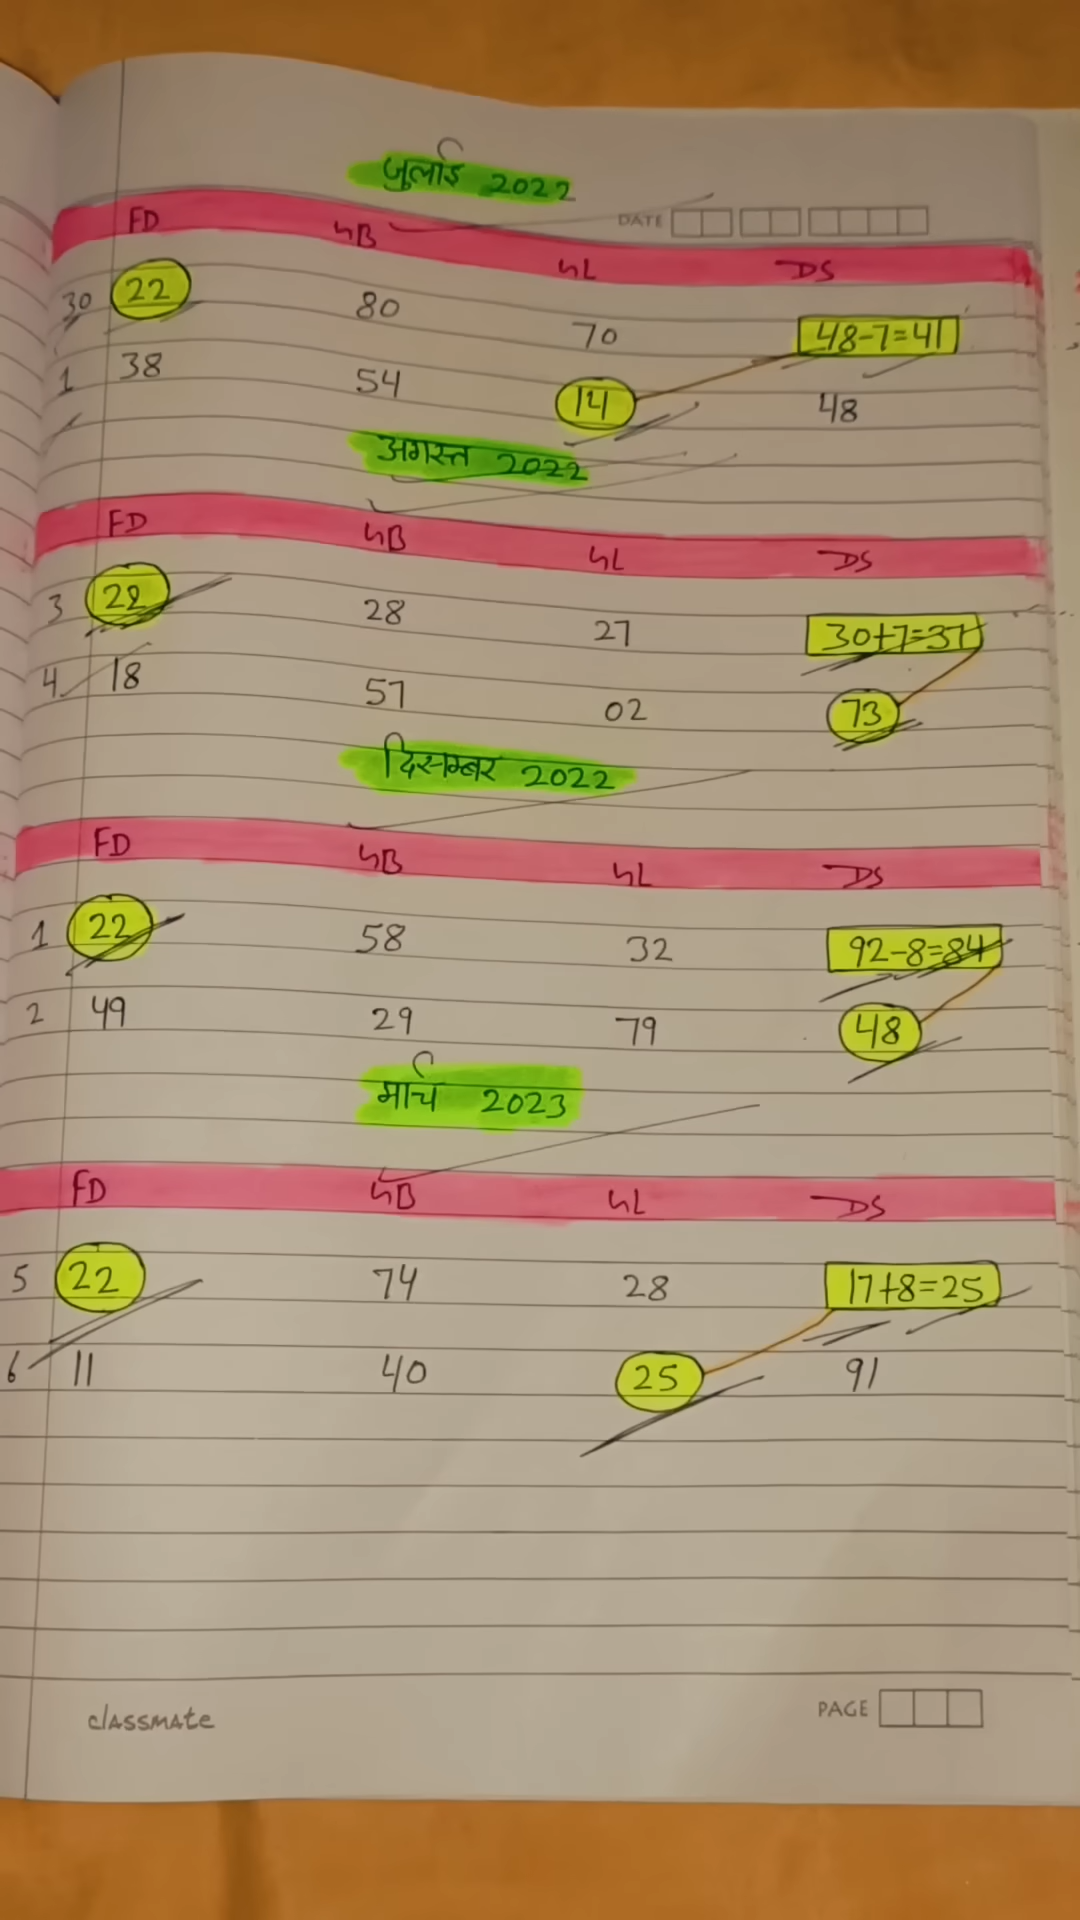 जुलाई 2022
DATE
FD GB GL DS
30 22 80 70 48-7=41
1 38 54 14 48
अगस्त 2022
FD GB GL DS
3 22 28 27 30+7=37
4 18 57 02 73
दिसम्बर 2022
FD GB GL DS
1 22 58 32 92-8=84
2 49 29 79 48
मार्च 2023
FD GB GL DS
5 22 74 28 17+8=25
6 11 40 25 91
classmate
PAGE